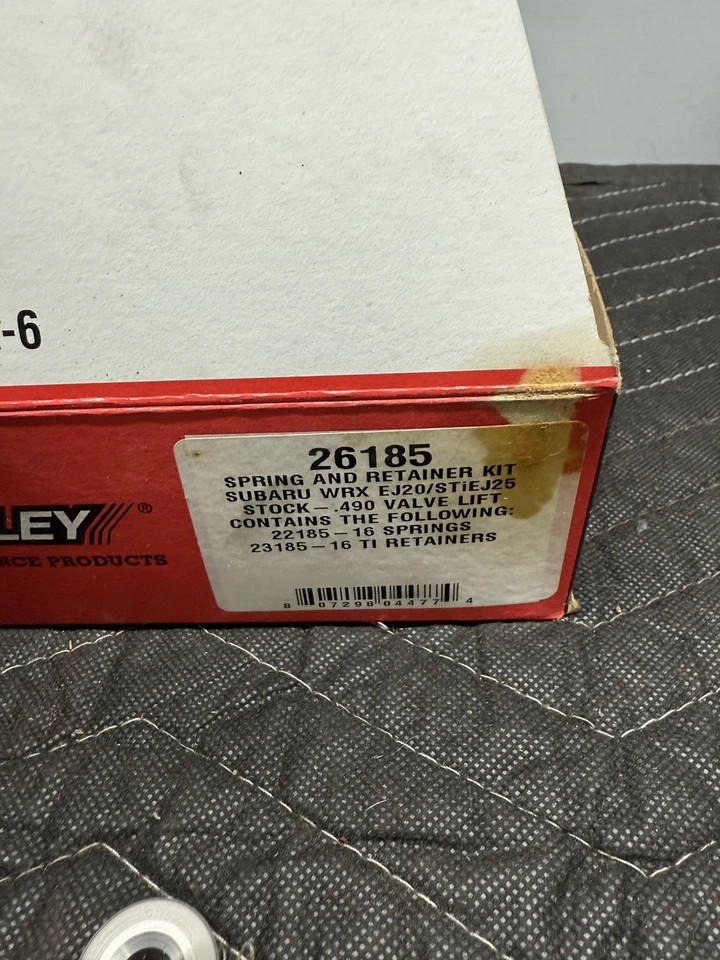 -6
26185
SPRING AND RETAINER KIT
SUBARU WRX EJ20/STiEJ25
STOCK – .490 VALVE LIFT
CONTAINS THE FOLLOWING:
22185 – 16 SPRINGS
23185 – 16 TI RETAINERS
8 07298 04477 4
LEY ®
NCE PRODUCTS